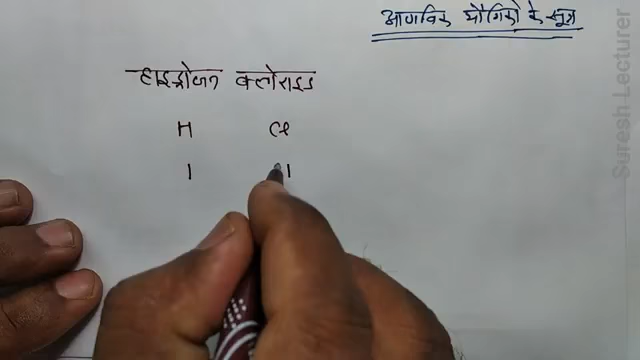 आणविक यौगिकों के सूत्र
हाइड्रोजन क्लोराइड
H Cl
1 1
Suresh Lecturer